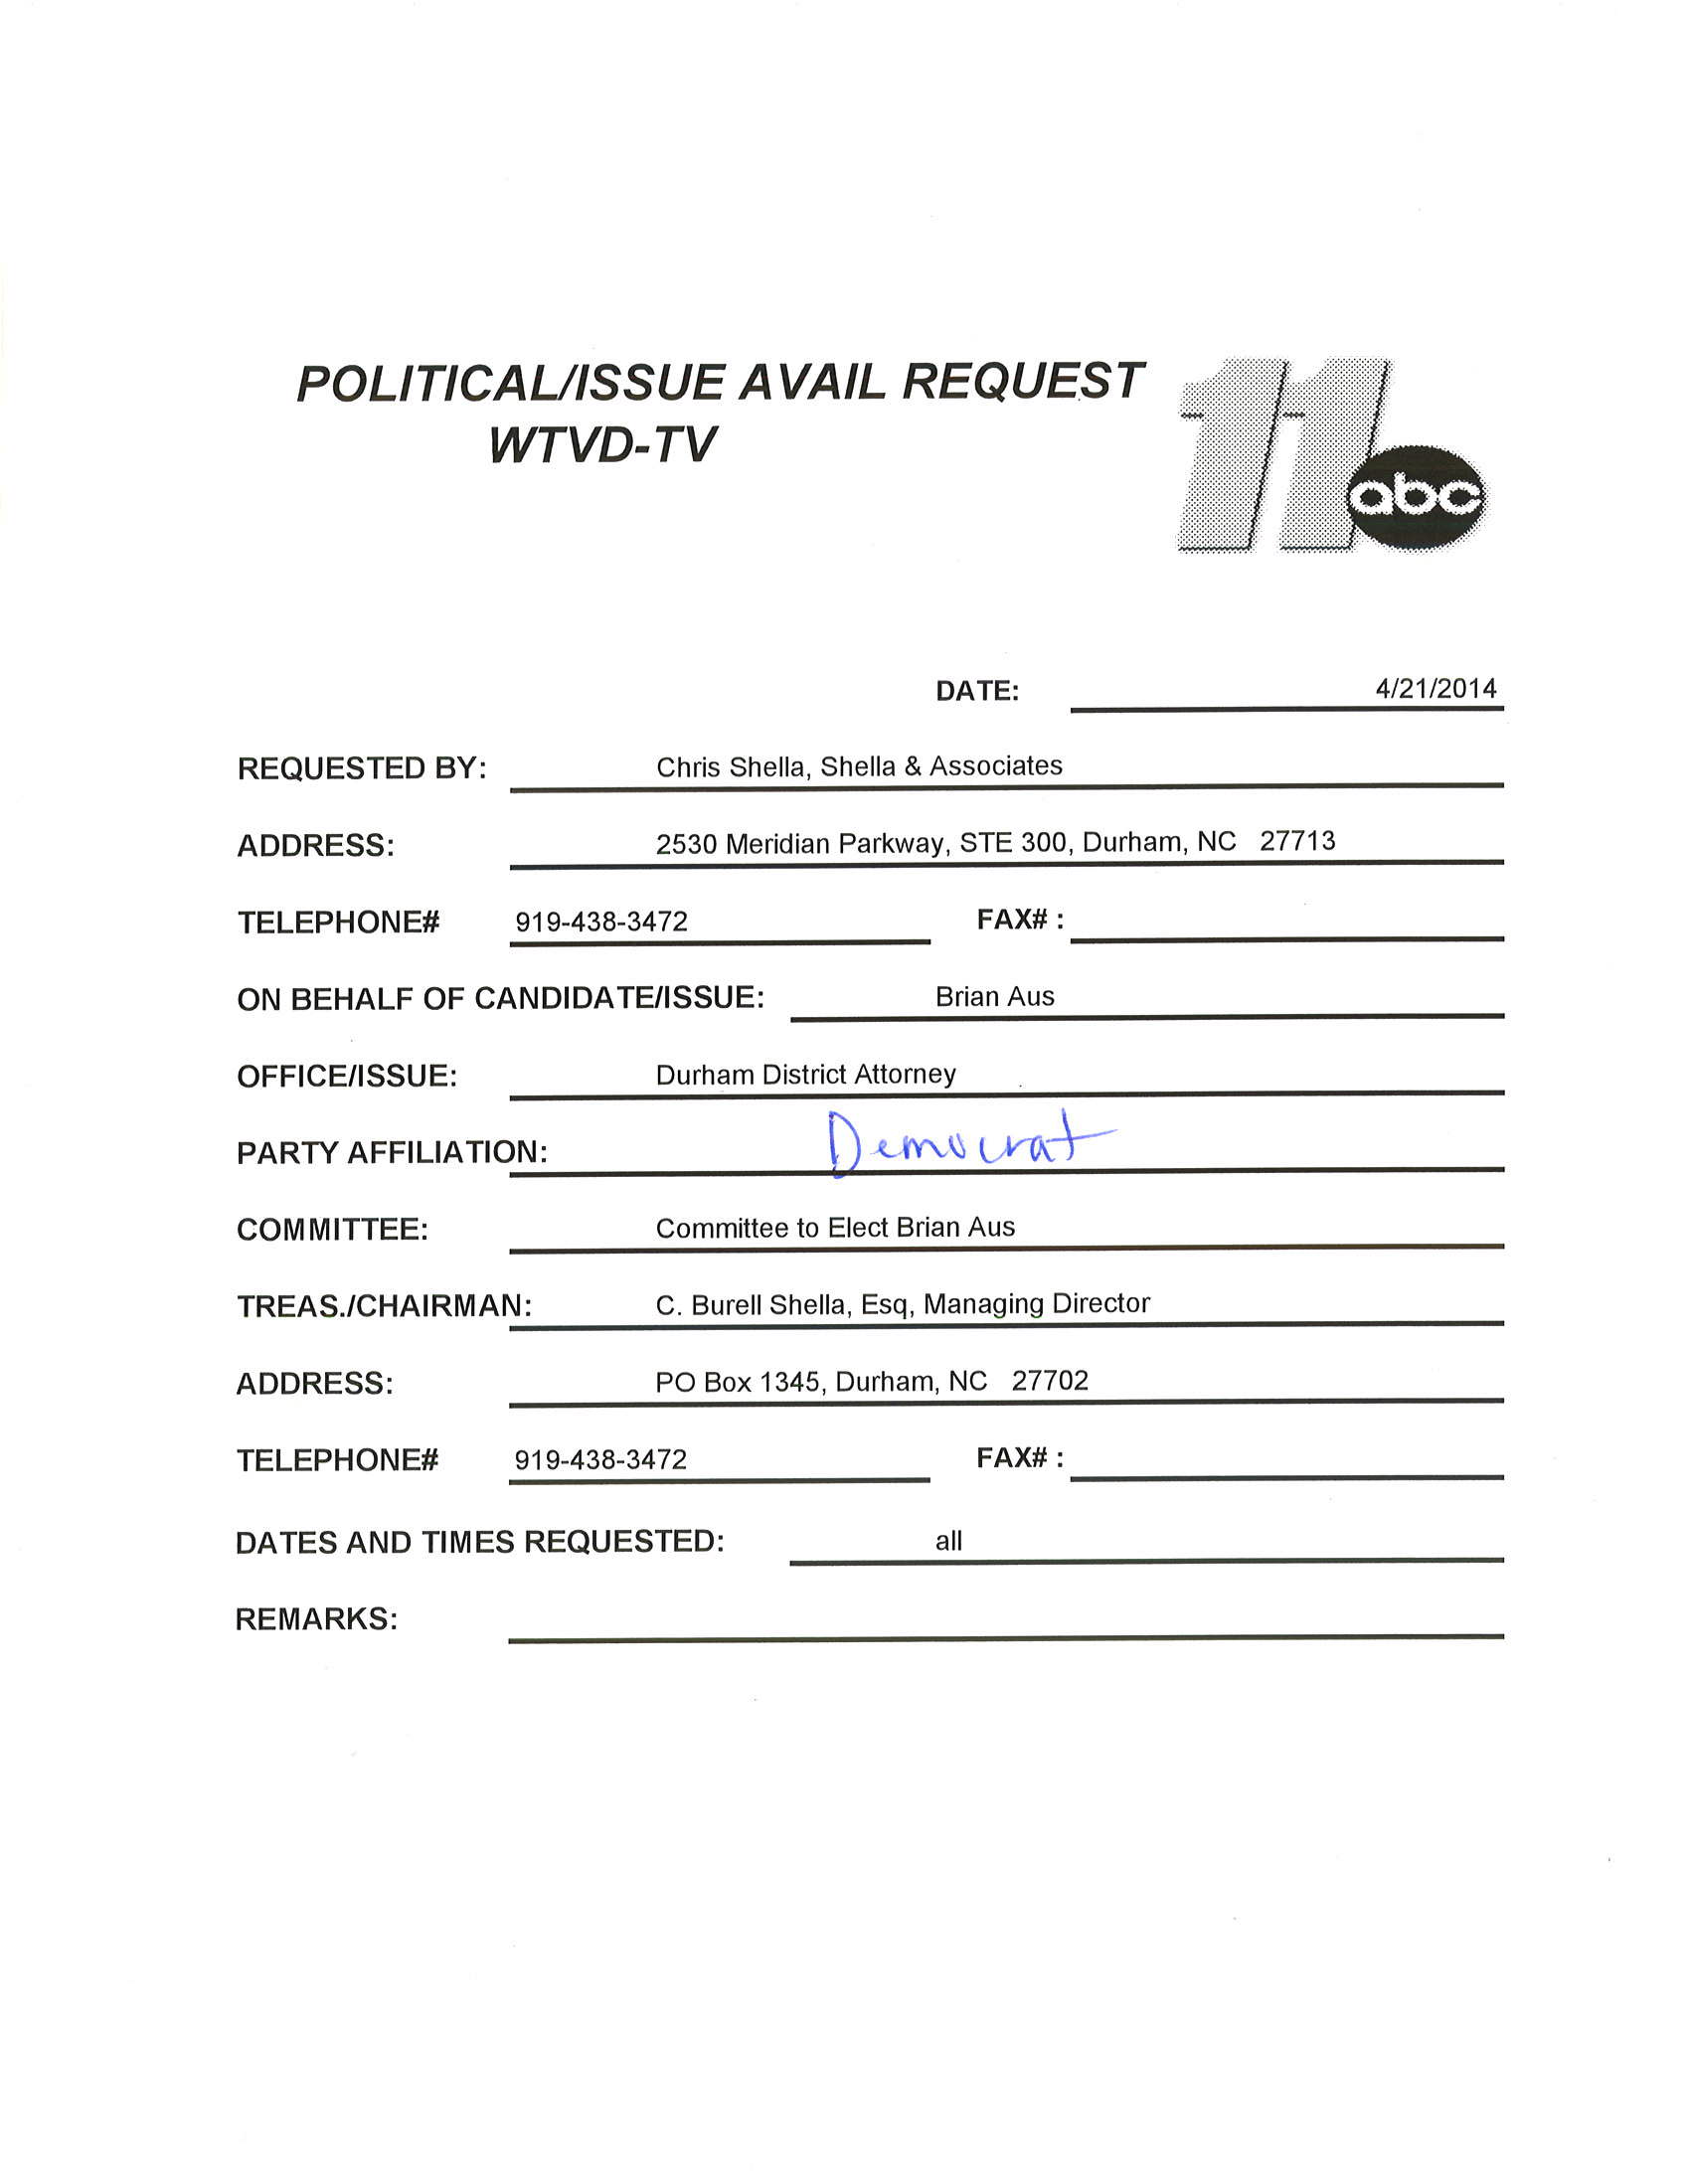 POLITICAL/ISSUE AVAIL REQUEST
WTVD-TV
11
abc
DATE: 4/21/2014
REQUESTED BY: Chris Shella, Shella & Associates
ADDRESS: 2530 Meridian Parkway, STE 300, Durham, NC 27713
TELEPHONE# 919-438-3472 FAX# :
ON BEHALF OF CANDIDATE/ISSUE: Brian Aus
OFFICE/ISSUE: Durham District Attorney
PARTY AFFILIATION: Democrat
COMMITTEE: Committee to Elect Brian Aus
TREAS./CHAIRMAN: C. Burell Shella, Esq, Managing Director
ADDRESS: PO Box 1345, Durham, NC 27702
TELEPHONE# 919-438-3472 FAX# :
DATES AND TIMES REQUESTED: all
REMARKS: